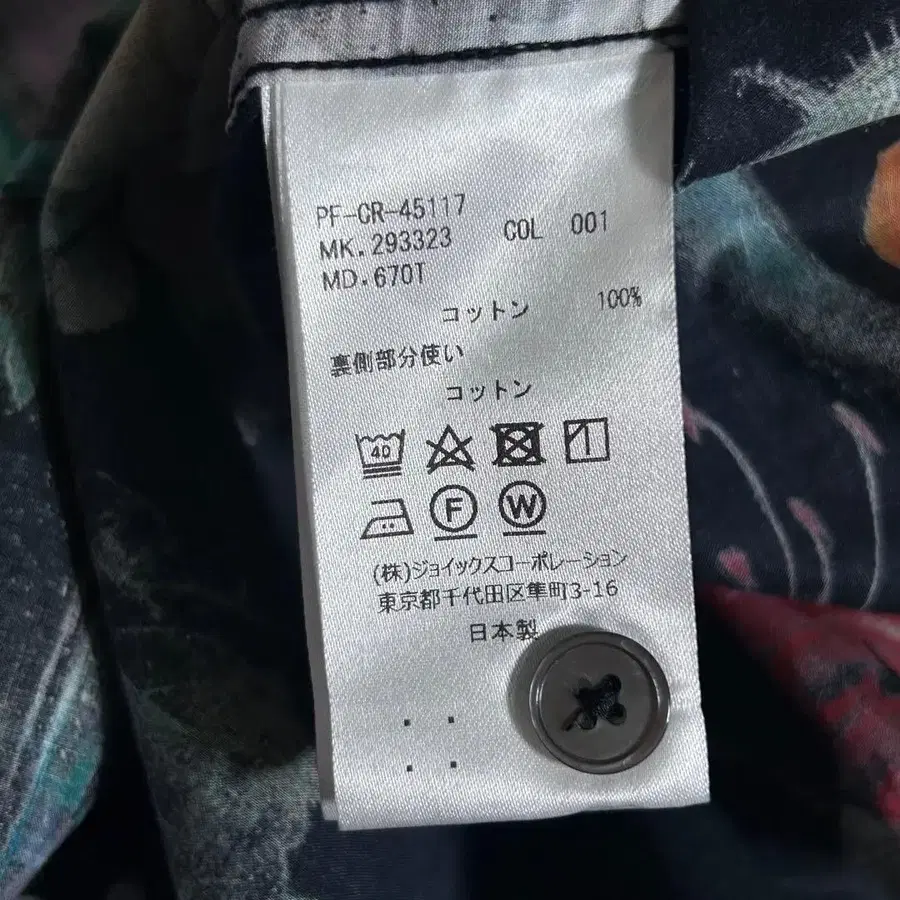 PF-CR-45117
MK.293323 COL 001
MD.670T
コットン 100%
裏側部分使い
コットン
40
F W
(株)ジョイックスコーポレーション
東京都千代田区隼町3-16
日本製